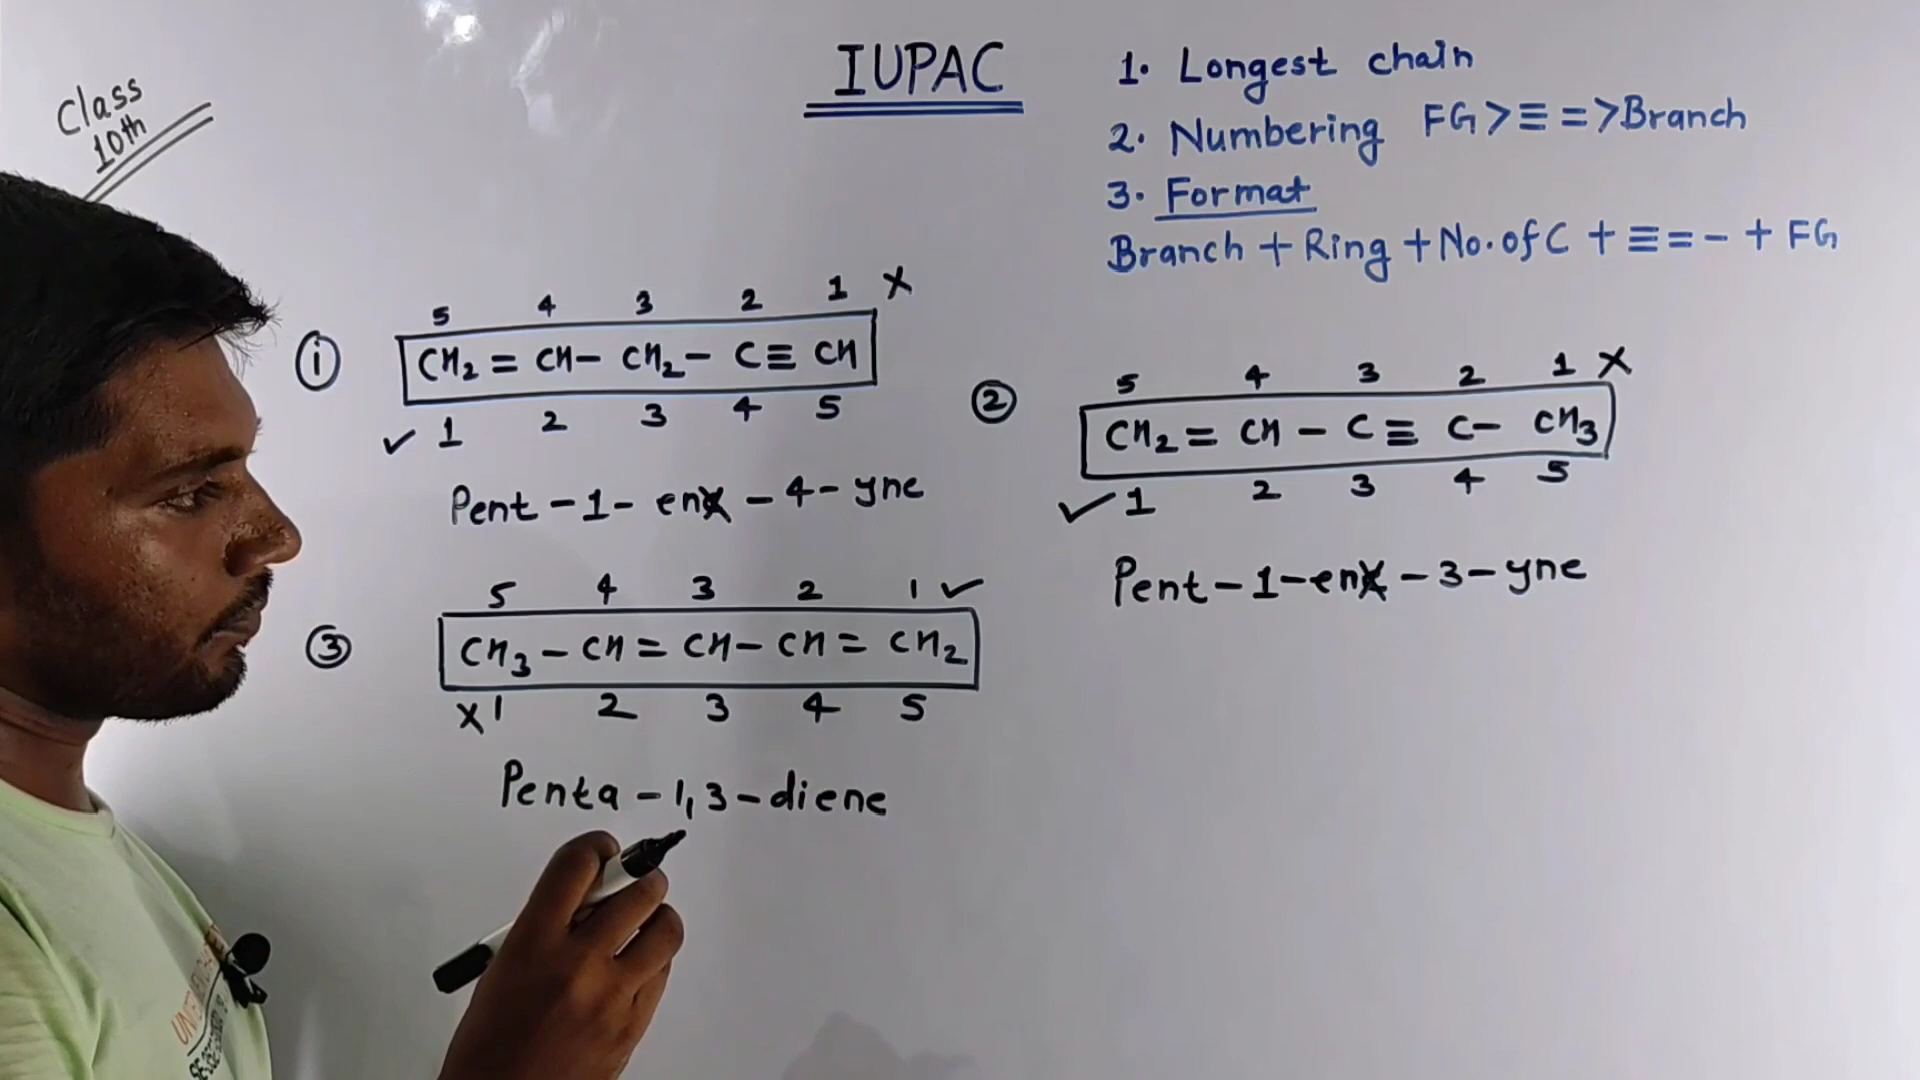 Class
10th
IUPAC
1. Longest chain
2. Numbering FG > ≡ = > Branch
3. Format
Branch + Ring + No. of C + ≡ = - + FG
① 5 4 3 2 1 X
CH₂ = CH - CH₂ - C ≡ CH
✓ 1 2 3 4 5
Pent - 1 - ene - 4 - yne
② 5 4 3 2 1 X
CH₂ = CH - C ≡ C - CH₃
✓ 1 2 3 4 5
Pent - 1 - ene - 3 - yne
③ 5 4 3 2 1 ✓
CH₃ - CH = CH - CH = CH₂
X 1 2 3 4 5
Penta - 1,3 - diene